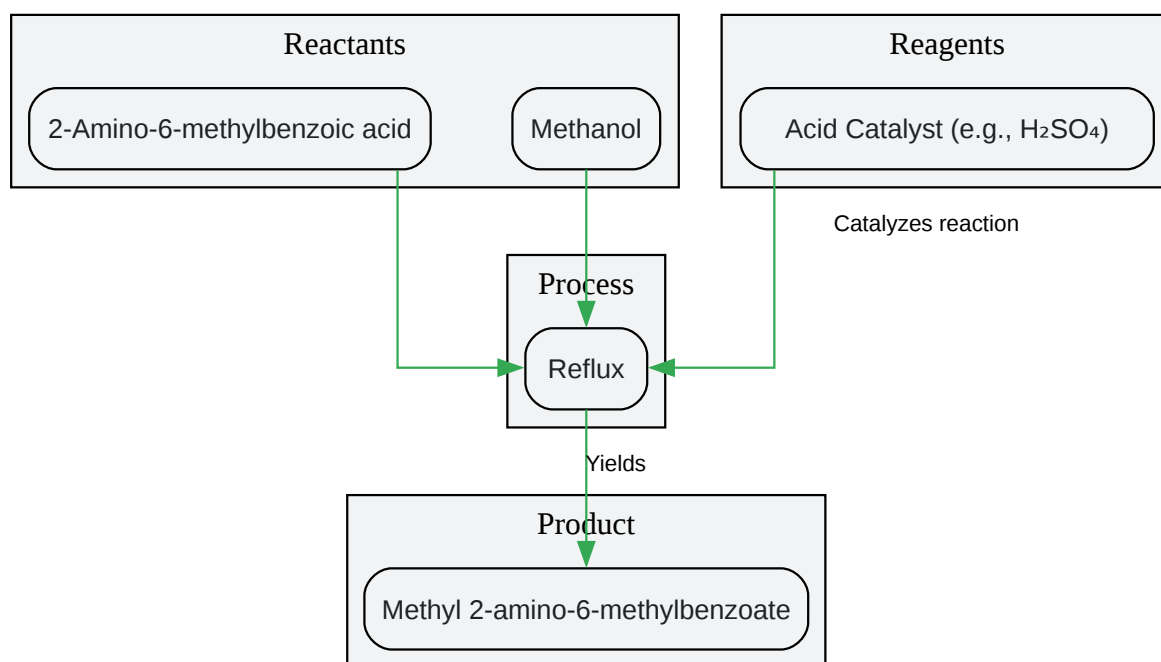 Reactants
Reagents
2-Amino-6-methylbenzoic acid
Methanol
Acid Catalyst (e.g., H₂SO₄)
Catalyzes reaction
Process
Reflux
Yields
Product
Methyl 2-amino-6-methylbenzoate